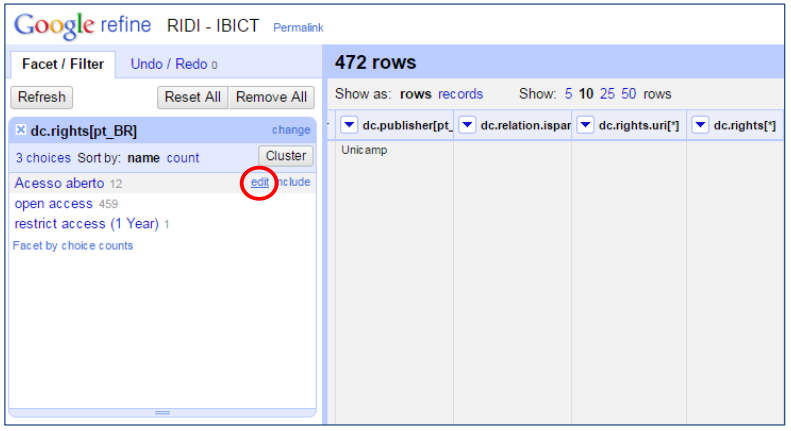 Google refine RIDI - IBICT Permalink
Facet / Filter Undo / Redo 0
472 rows
Refresh Reset All Remove All
Show as: rows records Show: 5 10 25 50 rows
dc.rights[pt_BR] change
dc.publisher[pt_ dc.relation.ispar dc.rights.uri[*] dc.rights[*]
3 choices Sort by: name count Cluster
Unicamp
Acesso aberto 12 edit include
open access 459
restrict access (1 Year) 1
Facet by choice counts